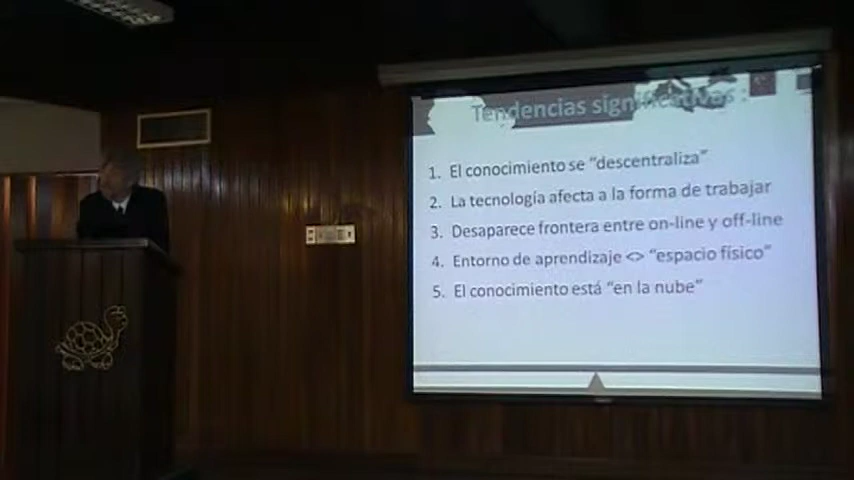 Tendencias significativas :
1. El conocimiento se “descentraliza”
2. La tecnología afecta a la forma de trabajar
3. Desaparece frontera entre on-line y off-line
4. Entorno de aprendizaje <> “espacio físico”
5. El conocimiento está “en la nube”